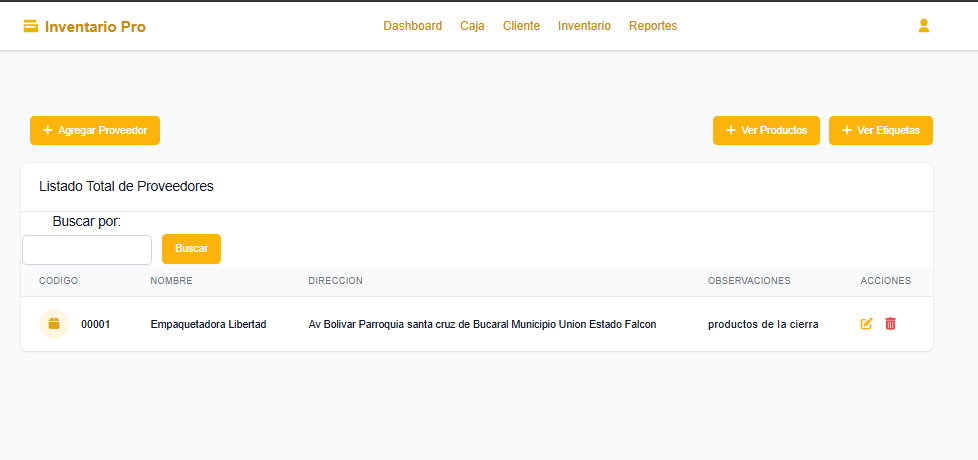 Inventario Pro
Dashboard Caja Cliente Inventario Reportes
+ Agregar Proveedor
+ Ver Productos
+ Ver Etiquetas
Listado Total de Proveedores
Buscar por:
Buscar
CODIGO NOMBRE DIRECCION OBSERVACIONES ACCIONES
00001 Empaquetadora Libertad Av Bolivar Parroquia santa cruz de Bucaral Municipio Union Estado Falcon productos de la cierra